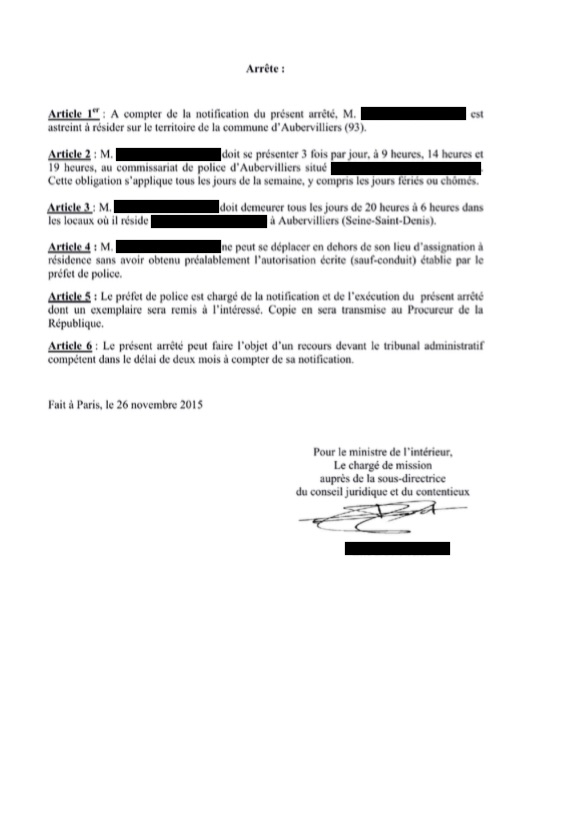 Arrête :
Article 1er : A compter de la notification du présent arrêté, M. est
astreint à résider sur le territoire de la commune d’Aubervilliers (93).
Article 2 : M. doit se présenter 3 fois par jour, à 9 heures, 14 heures et
19 heures, au commissariat de police d’Aubervilliers situé .
Cette obligation s’applique tous les jours de la semaine, y compris les jours fériés ou chômés.
Article 3 : M. doit demeurer tous les jours de 20 heures à 6 heures dans
les locaux où il réside à Aubervilliers (Seine-Saint-Denis).
Article 4 : M. ne peut se déplacer en dehors de son lieu d’assignation à
résidence sans avoir obtenu préalablement l’autorisation écrite (sauf-conduit) établie par le
préfet de police.
Article 5 : Le préfet de police est chargé de la notification et de l’exécution du présent arrêté
dont un exemplaire sera remis à l’intéressé. Copie en sera transmise au Procureur de la
République.
Article 6 : Le présent arrêté peut faire l’objet d’un recours devant le tribunal administratif
compétent dans le délai de deux mois à compter de sa notification.
Fait à Paris, le 26 novembre 2015
Pour le ministre de l’intérieur,
Le chargé de mission
auprès de la sous-directrice
du conseil juridique et du contentieux